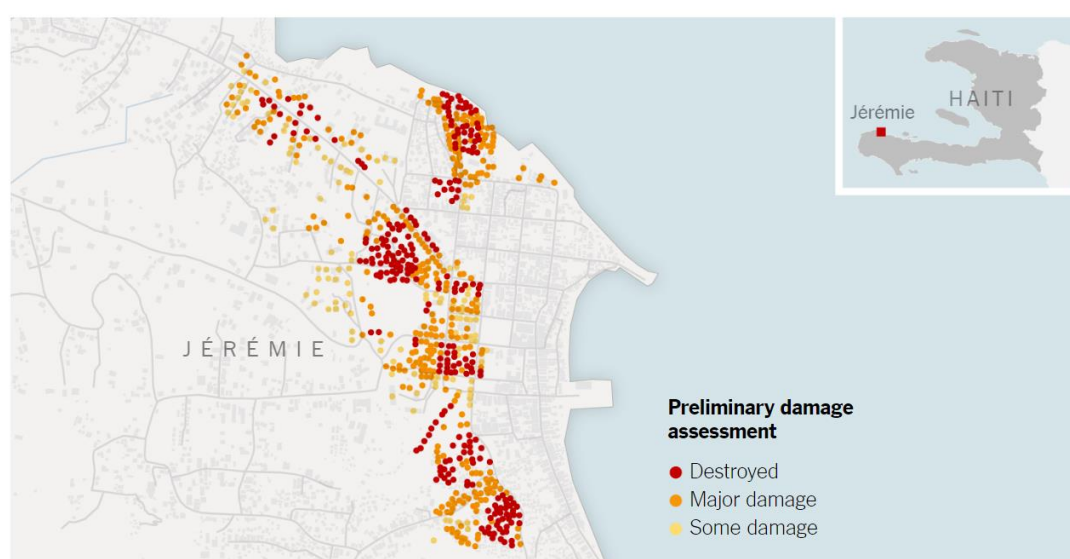 HAITI
Jérémie
JÉRÉMIE
Preliminary damage
assessment
Destroyed
Major damage
Some damage